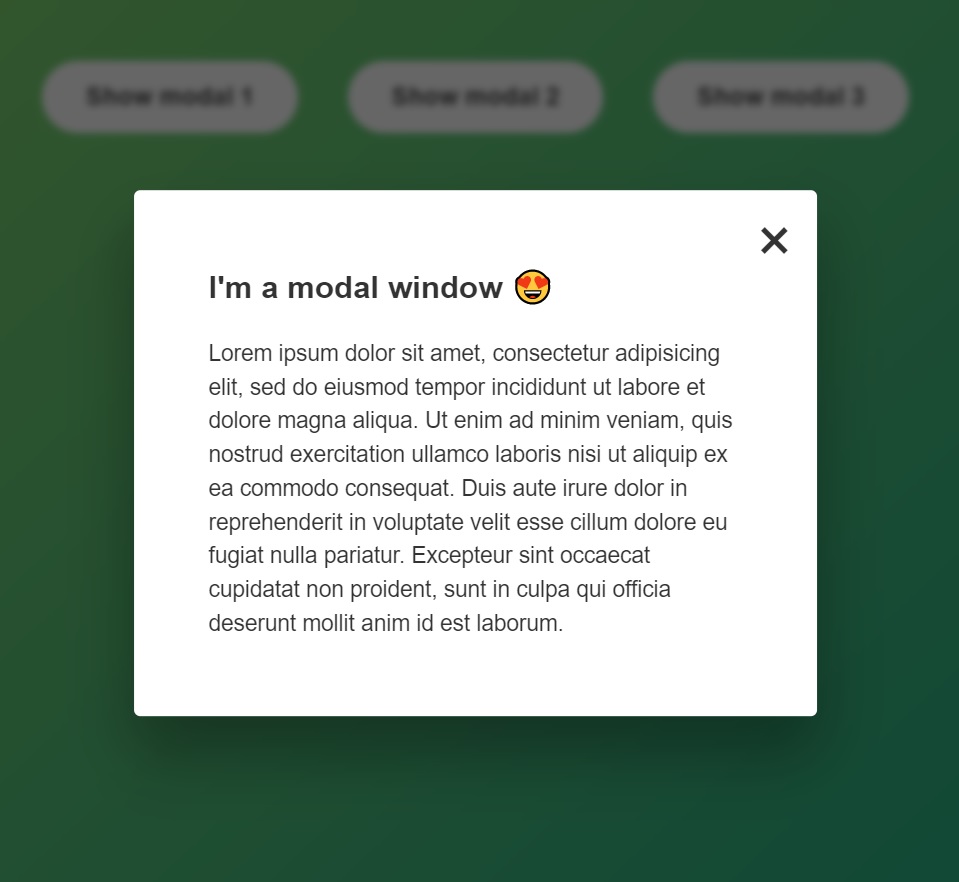 Show modal 1 Show modal 2 Show modal 3
×
I'm a modal window 😍
Lorem ipsum dolor sit amet, consectetur adipisicing
elit, sed do eiusmod tempor incididunt ut labore et
dolore magna aliqua. Ut enim ad minim veniam, quis
nostrud exercitation ullamco laboris nisi ut aliquip ex
ea commodo consequat. Duis aute irure dolor in
reprehenderit in voluptate velit esse cillum dolore eu
fugiat nulla pariatur. Excepteur sint occaecat
cupidatat non proident, sunt in culpa qui officia
deserunt mollit anim id est laborum.